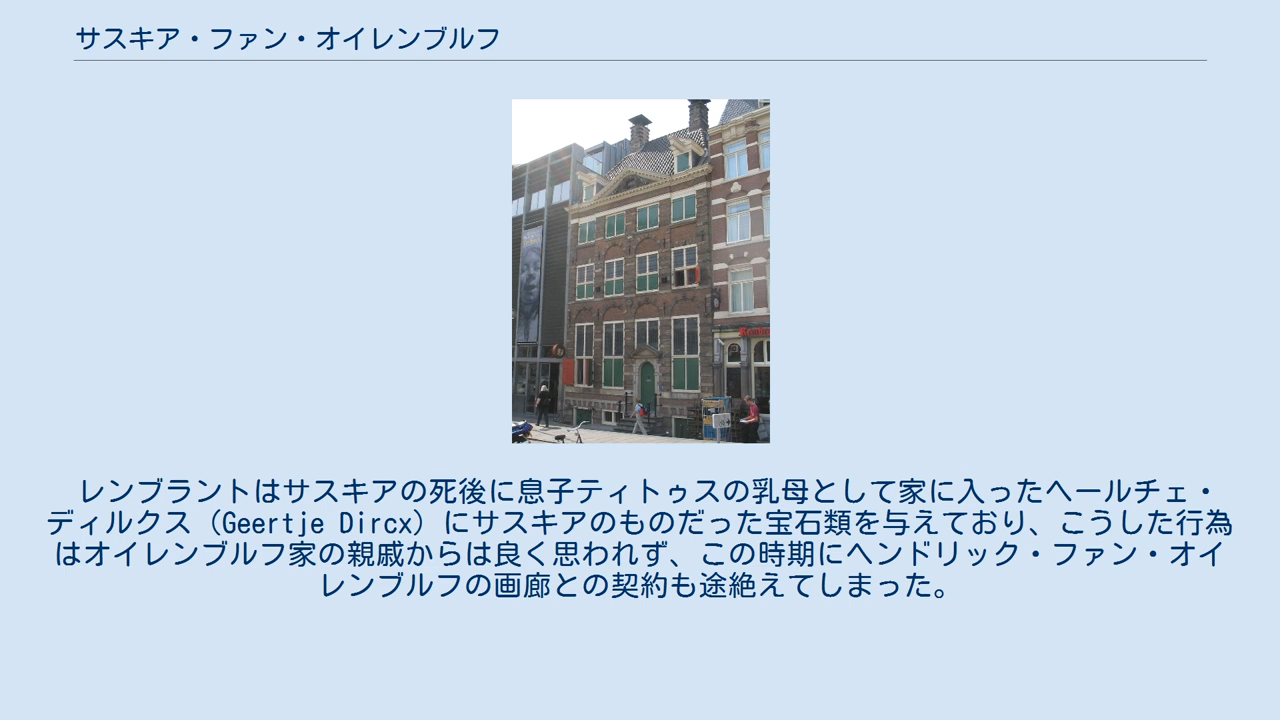 サスキア・ファン・オイレンブルフ
レンブラントはサスキアの死後に息子ティトゥスの乳母として家に入ったヘールチェ・
ディルクス（Geertje Dircx）にサスキアのものだった宝石類を与えており、こうした行為
はオイレンブルフ家の親戚からは良く思われず、この時期にヘンドリック・ファン・オイ
レンブルフの画廊との契約も途絶えてしまった。